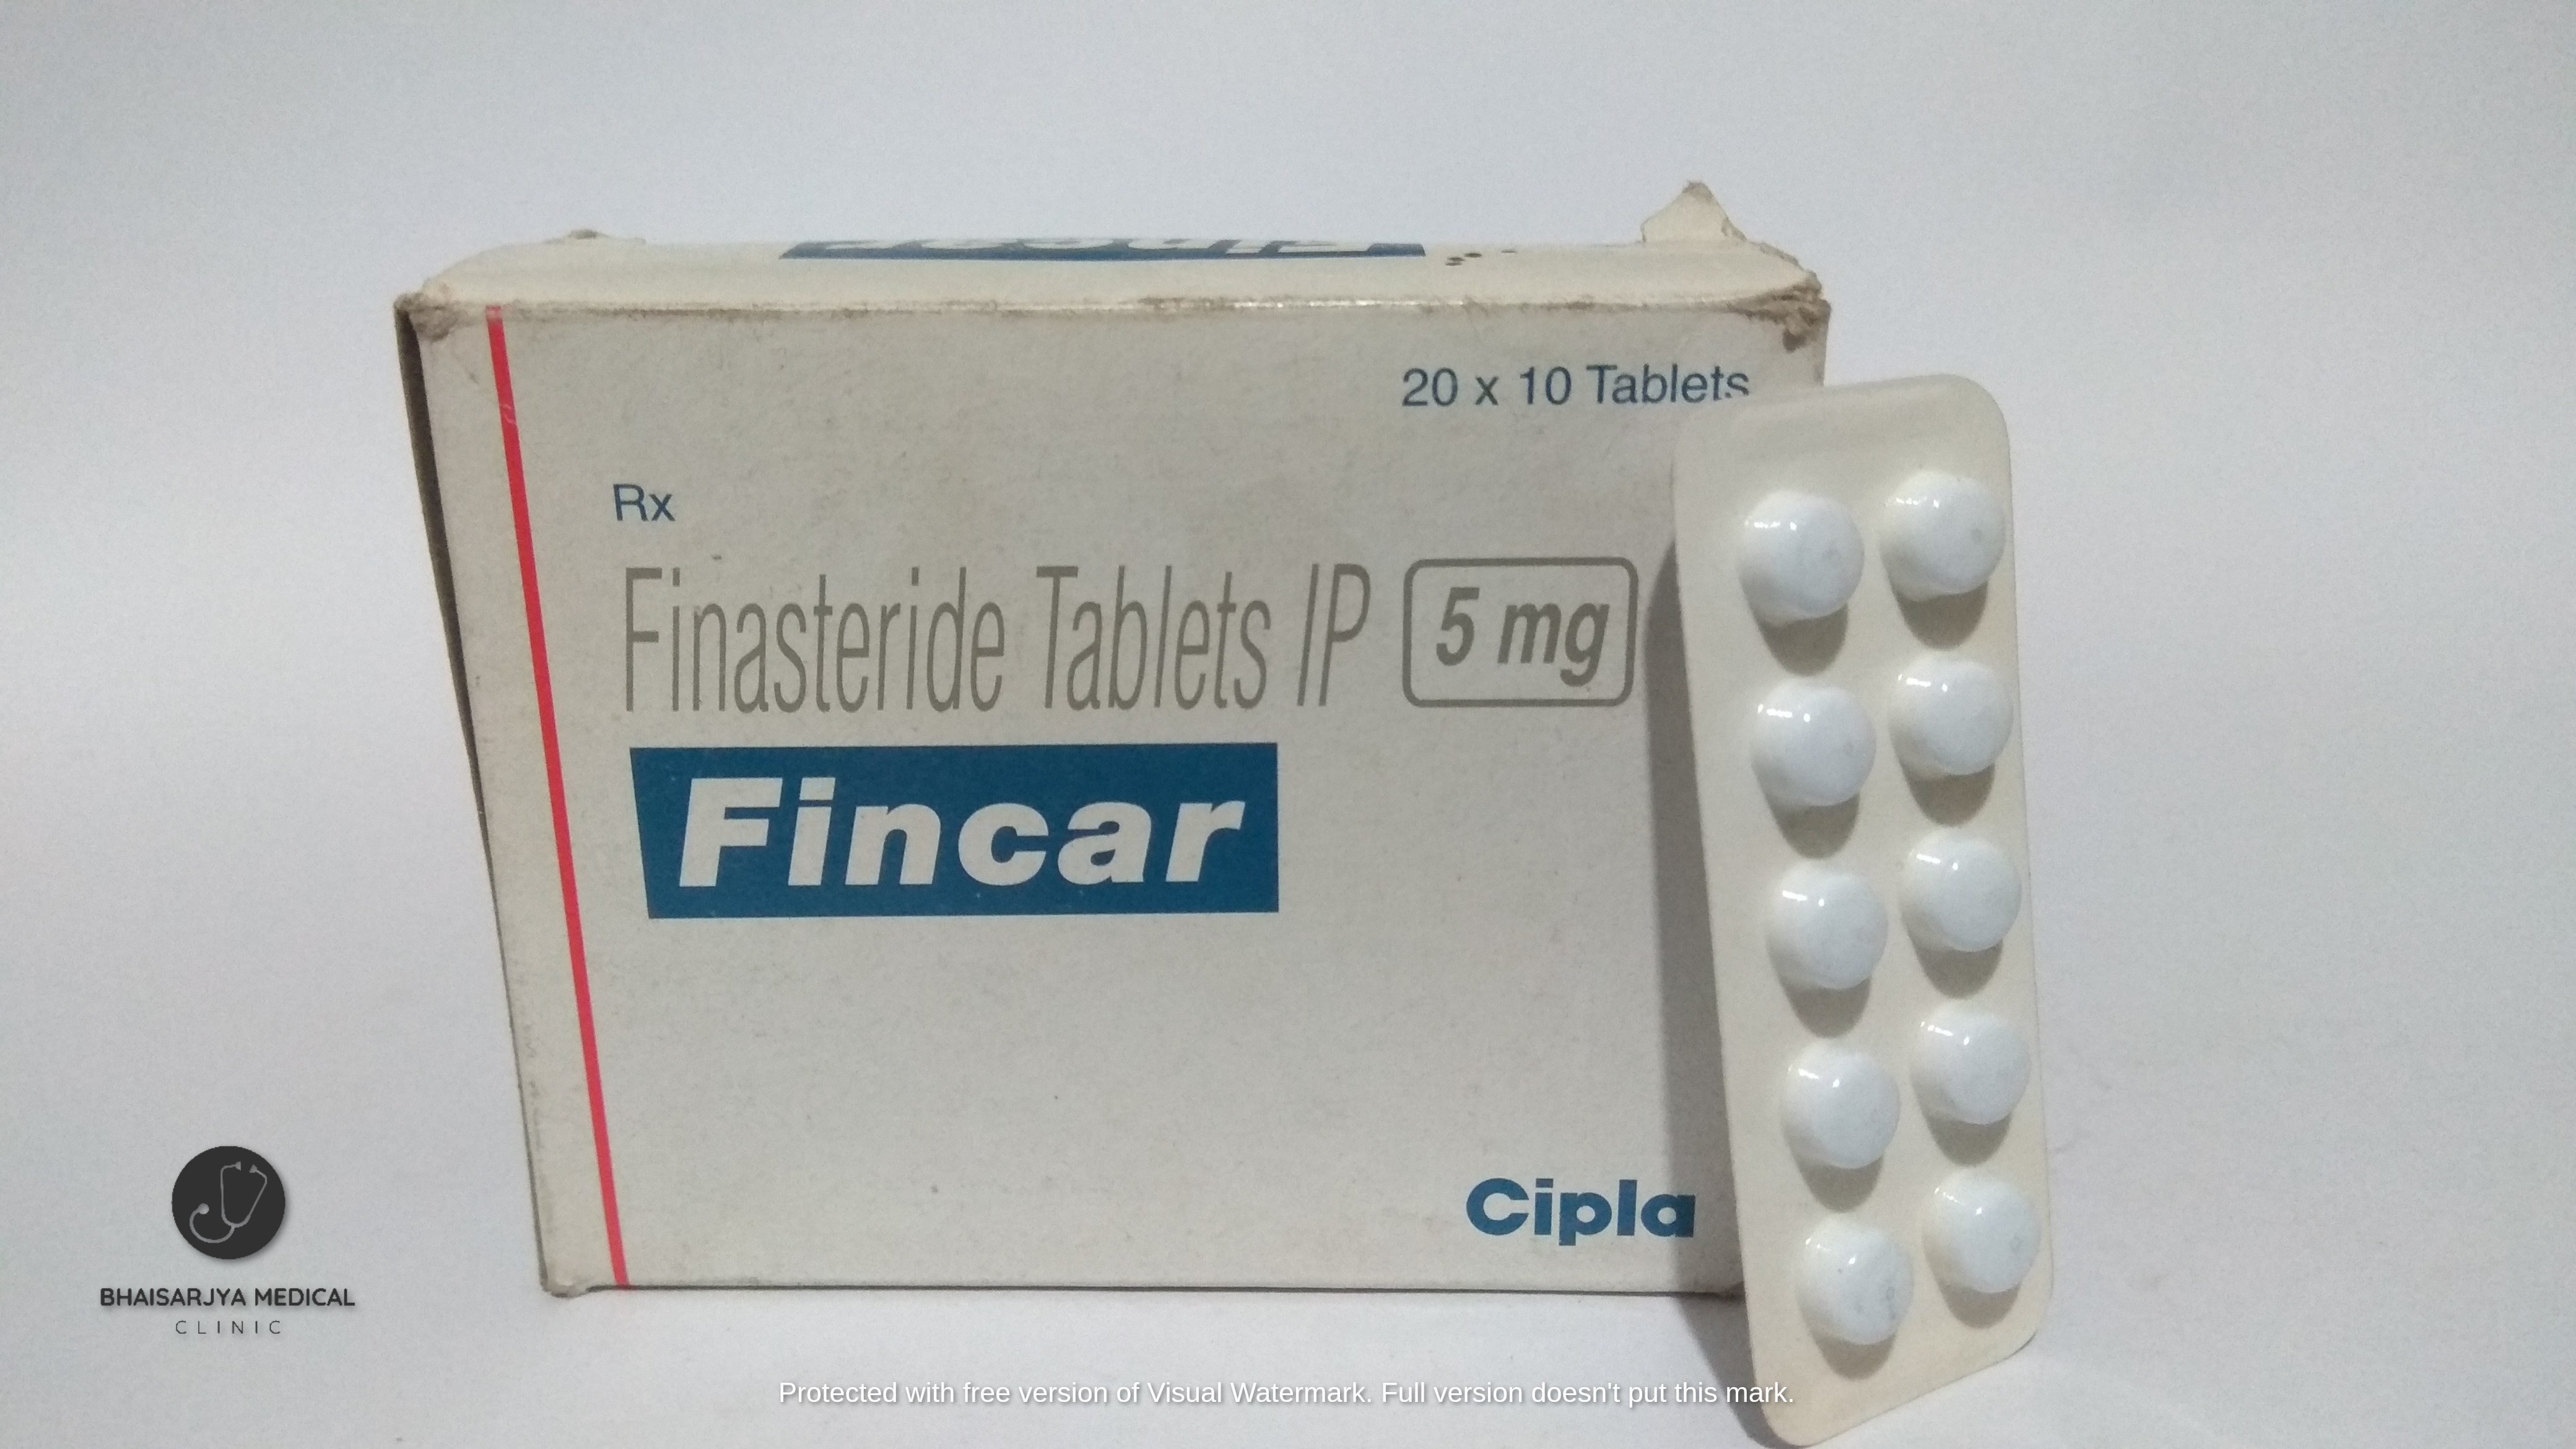 Fincar
20 x 10 Tablets
Rx
Finasteride Tablets IP 5 mg
Fincar
Cipla
BHAISARJYA MEDICAL
CLINIC
Protected with free version of Visual Watermark. Full version doesn't put this mark.